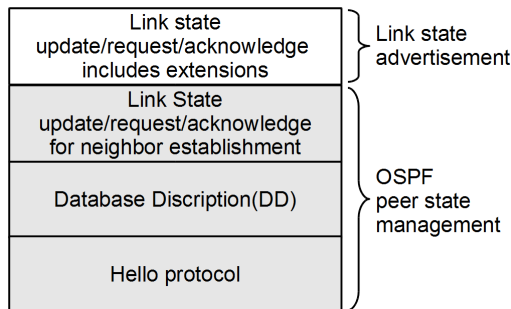 Link state
update/request/acknowledge
includes extensions
Link state
advertisement
Link State
update/request/acknowledge
for neighbor establishment
Database Discription(DD)
Hello protocol
OSPF
peer state
management